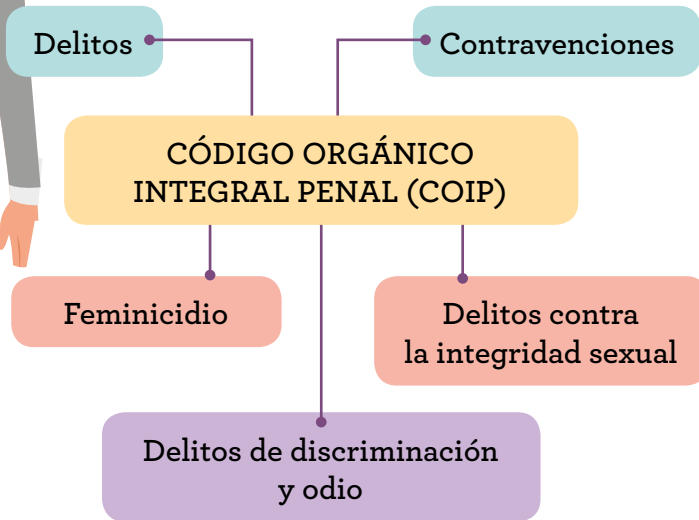 Delitos
Contravenciones
CÓDIGO ORGÁNICO
INTEGRAL PENAL (COIP)
Feminicidio
Delitos contra
la integridad sexual
Delitos de discriminación
y odio